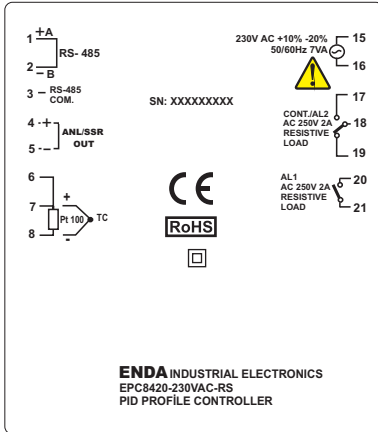 1 +A
RS- 485
2 -B
3 - RS-485
COM.
4 - +
ANL/SSR
OUT
5 - -
6
7 +
Pt 100
TC
8 -
SN: XXXXXXXXX
CE
RoHS
230V AC +10% -20%
50/60Hz 7VA
15
16
17
CONT./AL2
AC 250V 2A
RESISTIVE
LOAD
18
19
AL1
AC 250V 2A
RESISTIVE
LOAD
20
21
ENDA INDUSTRIAL ELECTRONICS
EPC8420-230VAC-RS
PID PROFİLE CONTROLLER